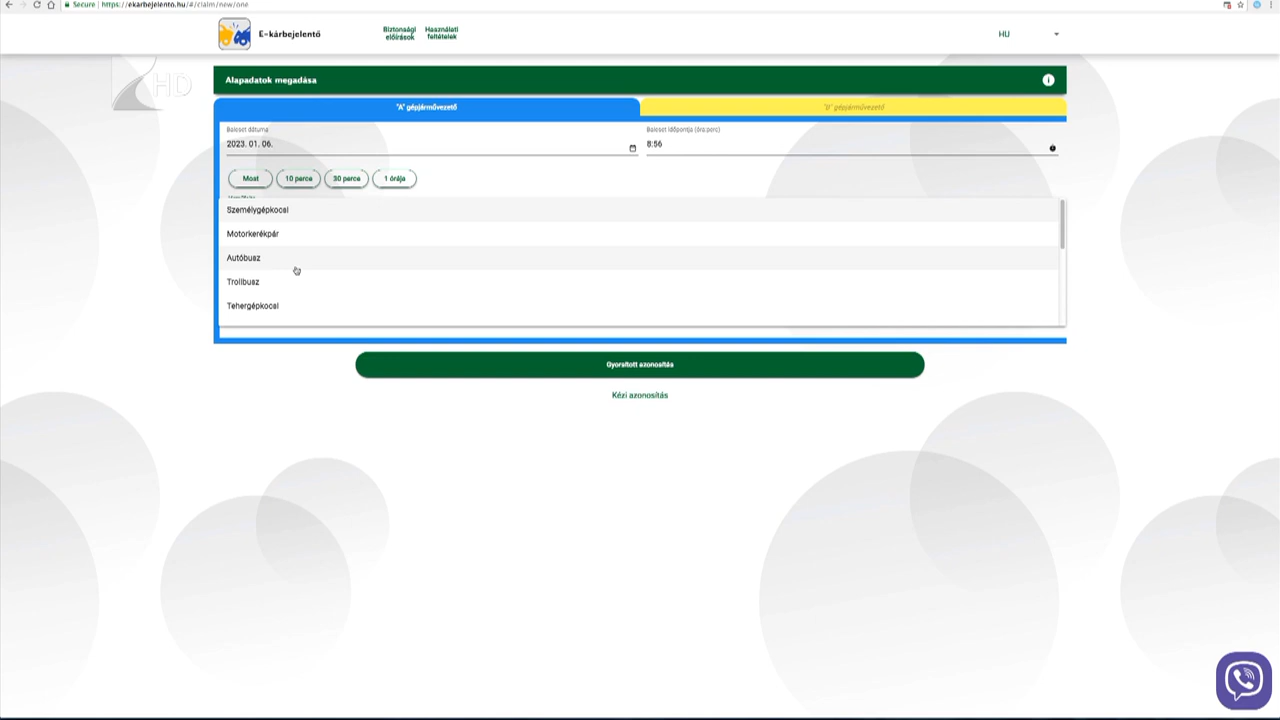 Secure https://ekarbejelento.hu/#/claim/new/one
E-kárbejelentő
Biztonsági előírások
Használati feltételek
HU
HD
Alapadatok megadása
"A" gépjárművezető
"B" gépjárművezető
Baleset dátuma
Baleset időpontja (óra:perc)
2023. 01. 06.
8:56
Most
10 perce
30 perce
1 órája
Személygépkocsi
Motorkerékpár
Autóbusz
Trolibusz
Tehergépkocsi
Gyorsított azonosítás
Kézi azonosítás